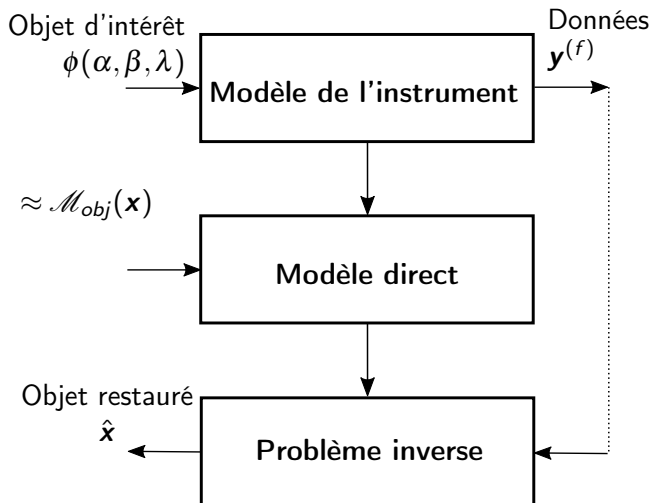 Objet d'intérêt
ϕ(α,β,λ)
Modèle de l'instrument
Données
y^(f)
≈ ℳ_obj(x)
Modèle direct
Objet restauré
x̂
Problème inverse